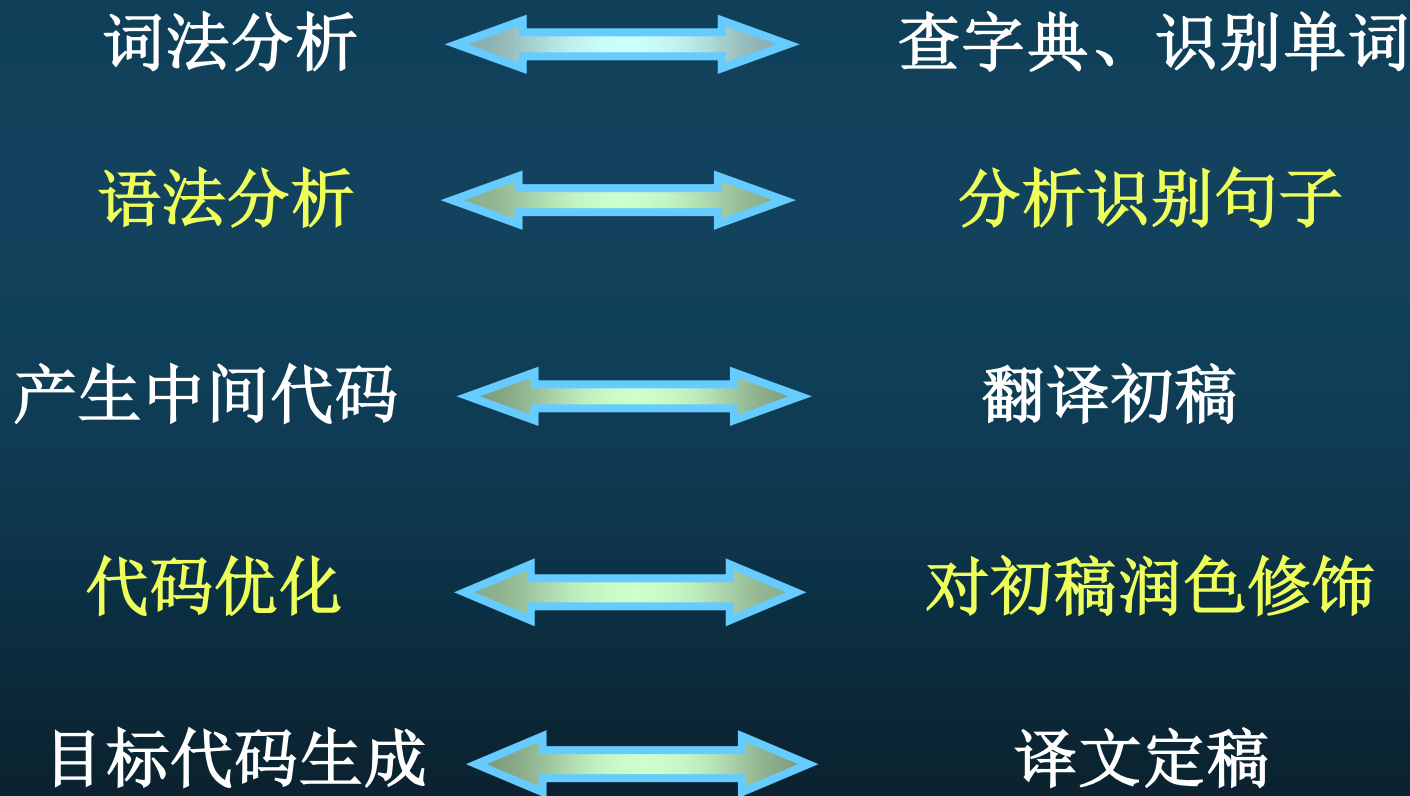 词法分析 查字典、识别单词
语法分析 分析识别句子
产生中间代码 翻译初稿
代码优化 对初稿润色修饰
目标代码生成 译文定稿